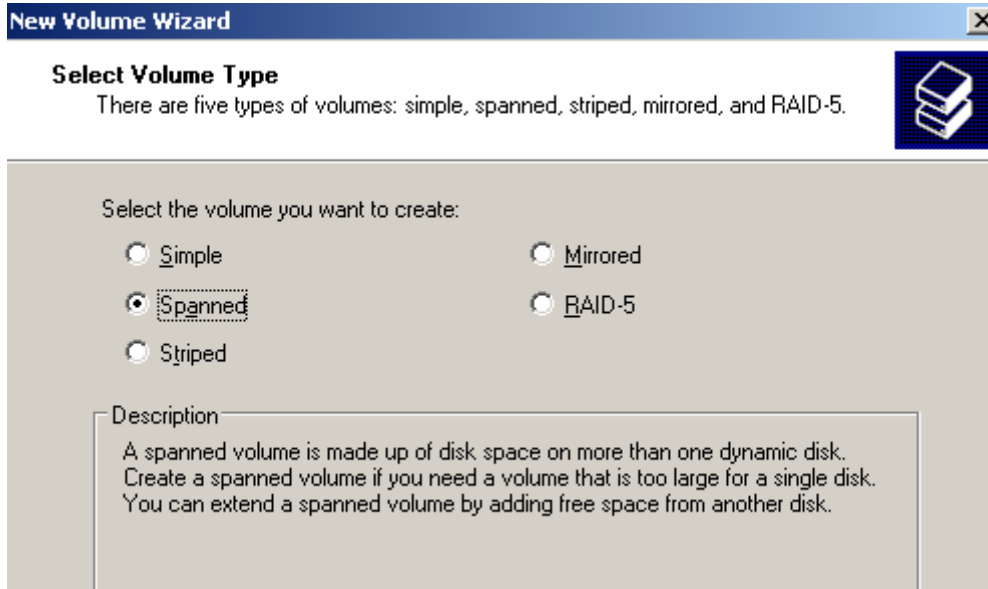 New Volume Wizard
Select Volume Type
There are five types of volumes: simple, spanned, striped, mirrored, and RAID-5.
Select the volume you want to create:
Simple
Mirrored
Spanned
RAID-5
Striped
Description
A spanned volume is made up of disk space on more than one dynamic disk.
Create a spanned volume if you need a volume that is too large for a single disk.
You can extend a spanned volume by adding free space from another disk.